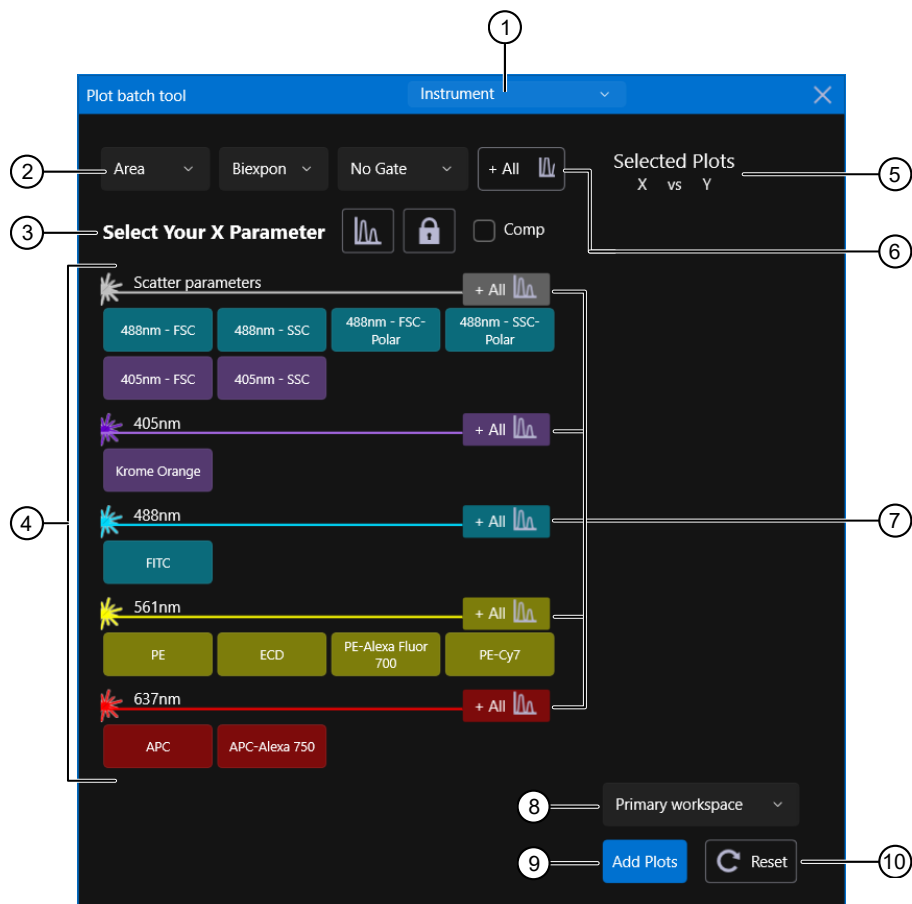 1
Plot batch tool
Instrument
2
Area
Biexpon
No Gate
+ All
Selected Plots
X vs Y
5
3
Select Your X Parameter
Comp
6
Scatter parameters
+ All
488nm - FSC
488nm - SSC
488nm - FSC-
Polar
488nm - SSC-
Polar
405nm - FSC
405nm - SSC
405nm
+ All
Krome Orange
4
488nm
+ All
7
FITC
561nm
+ All
PE
ECD
PE-Alexa Fluor
700
PE-Cy7
637nm
+ All
APC
APC-Alexa 750
8
Primary workspace
9
Add Plots
Reset
10